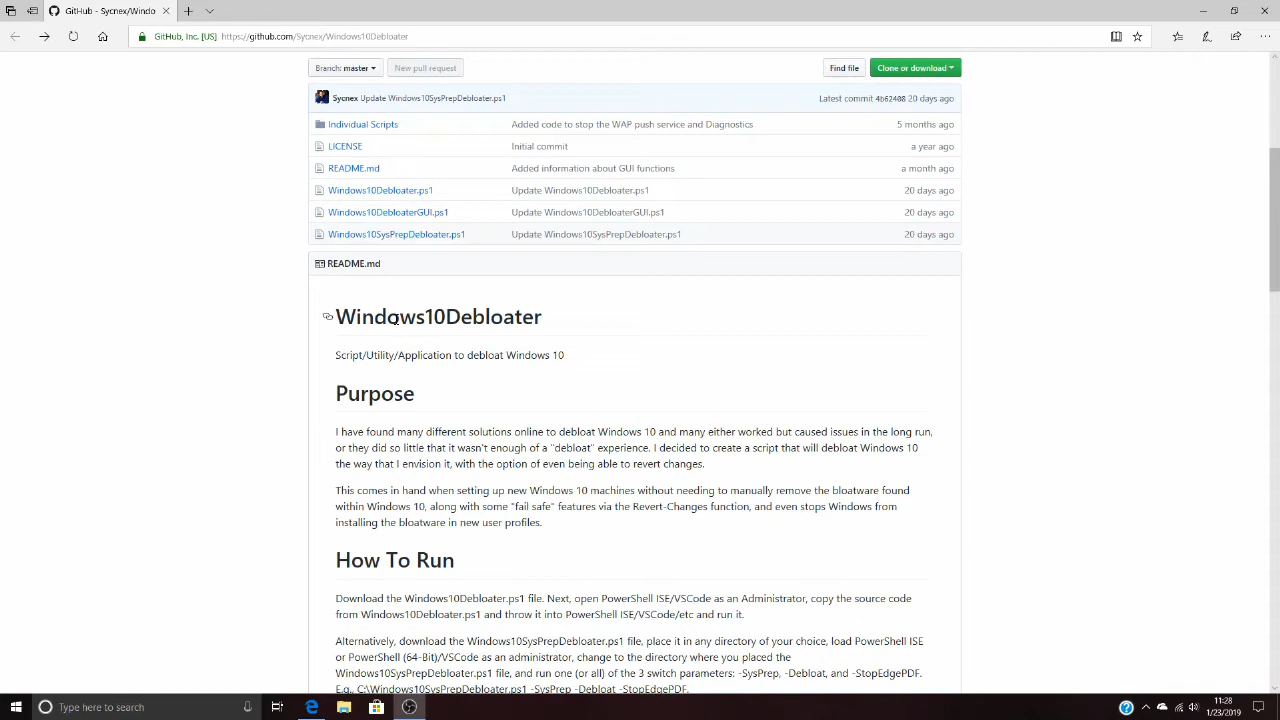 GitHub - Sycnex/Windo
GitHub, Inc. [US] https://github.com/Sycnex/Windows10Debloater
Branch: master
New pull request
Find file
Clone or download
Sycnex Update Windows10SysPrepDebloater.ps1
Latest commit 4b62408 20 days ago
Individual Scripts Added code to stop the WAP push service and Diagnostics 5 months ago
LICENSE Initial commit a year ago
README.md Added information about GUI functions a month ago
Windows10Debloater.ps1 Update Windows10Debloater.ps1 20 days ago
Windows10DebloaterGUI.ps1 Update Windows10DebloaterGUI.ps1 20 days ago
Windows10SysPrepDebloater.ps1 Update Windows10SysPrepDebloater.ps1 20 days ago
README.md
Windows10Debloater
Script/Utility/Application to debloat Windows 10
Purpose
I have found many different solutions online to debloat Windows 10 and many either worked but caused issues in the long run,
or they did so little that it wasn't enough of a "debloat" experience. I decided to create a script that will debloat Windows 10
the way that I envision it, with the option of even being able to revert changes.
This comes in hand when setting up new Windows 10 machines without needing to manually remove the bloatware found
within Windows 10, along with some "fail safe" features via the Revert-Changes function, and even stops Windows from
installing the bloatware in new user profiles.
How To Run
Download the Windows10Debloater.ps1 file. Next, open PowerShell ISE/VSCode as an Administrator, copy the source code
from Windows10Debloater.ps1 and throw it into PowerShell ISE/VSCode/etc and run it.
Alternatively, download the Windows10SysPrepDebloater.ps1 file, place it in any directory of your choice, load PowerShell ISE
or PowerShell (64-Bit)/VSCode as an administrator, change to the directory where you placed the
Windows10SysPrepDebloater.ps1 file, and run one (or all) of the 3 switch parameters: -SysPrep, -Debloat, and -StopEdgePDF.
E.g., C:\Windows10SysPrepDebloater.ps1 -SysPrep -Debloat -StopEdgePDF.
Type here to search
11:28
1/23/2019